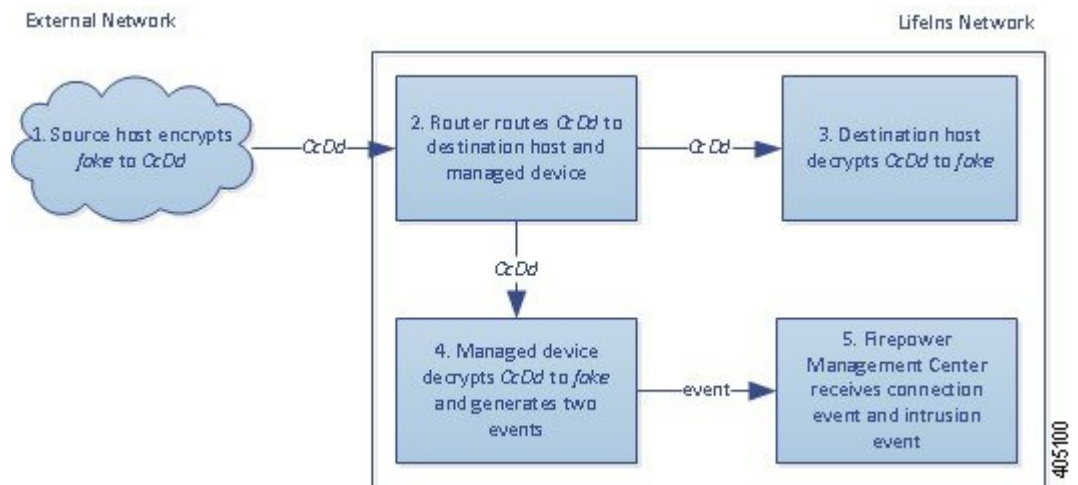 External Network
LifeIns Network
1. Source host encrypts
fake to CcDd
CcDd
2. Router routes CcDd to
destination host and
managed device
CcDd
3. Destination host
decrypts CcDd to fake
CcDd
4. Managed device
decrypts CcDd to fake
and generates two
events
event
5. Firepower
Management Center
receives connection
event and intrusion
event
405100